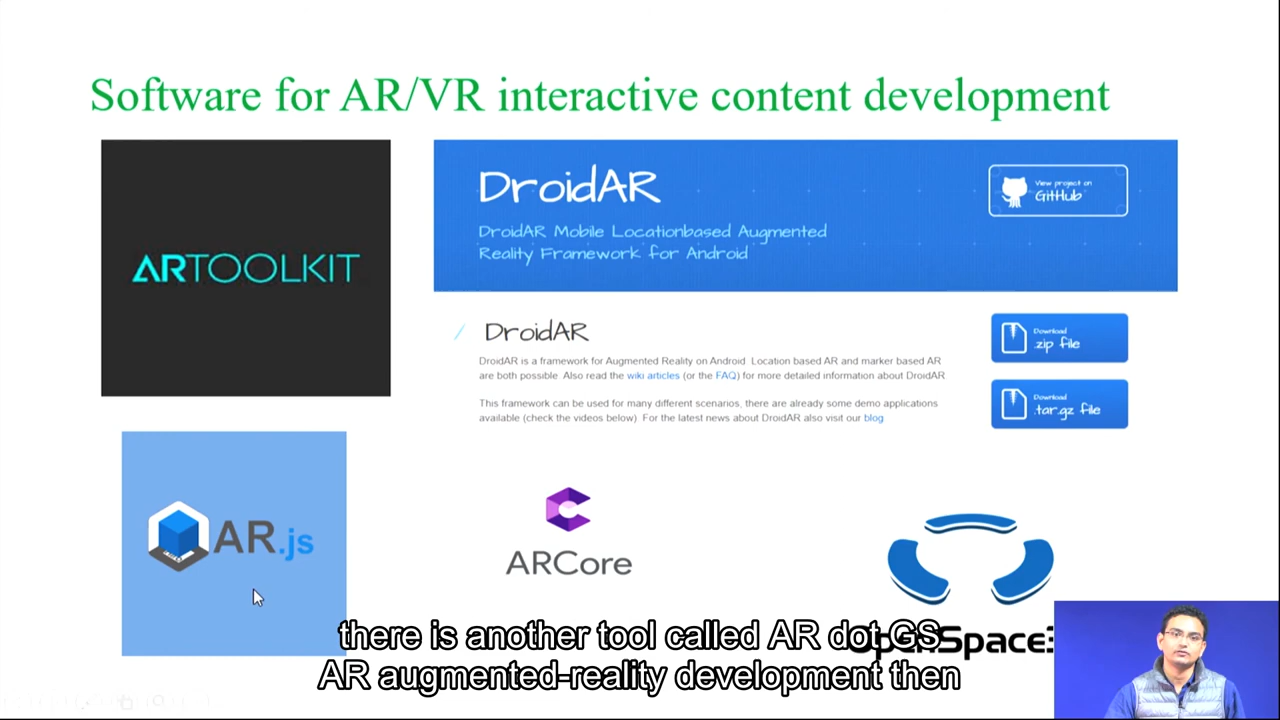 Software for AR/VR interactive content development
ARTOOLKIT
DroidAR
DroidAR Mobile Locationbased Augmented
Reality Framework for Android
View project on
GitHub
DroidAR
DroidAR is a framework for Augmented Reality on Android. Location based AR and marker based AR
are both possible. Also read the wiki articles (or the FAQ) for more detailed information about DroidAR
This framework can be used for many different scenarios, there are already some demo applications
available (check the videos below). For the latest news about DroidAR also visit our blog
Download
.zip file
Download
.tar.gz file
AR.js
ARCore
OpenSpace3
there is another tool called AR dot GS
AR augmented-reality development then